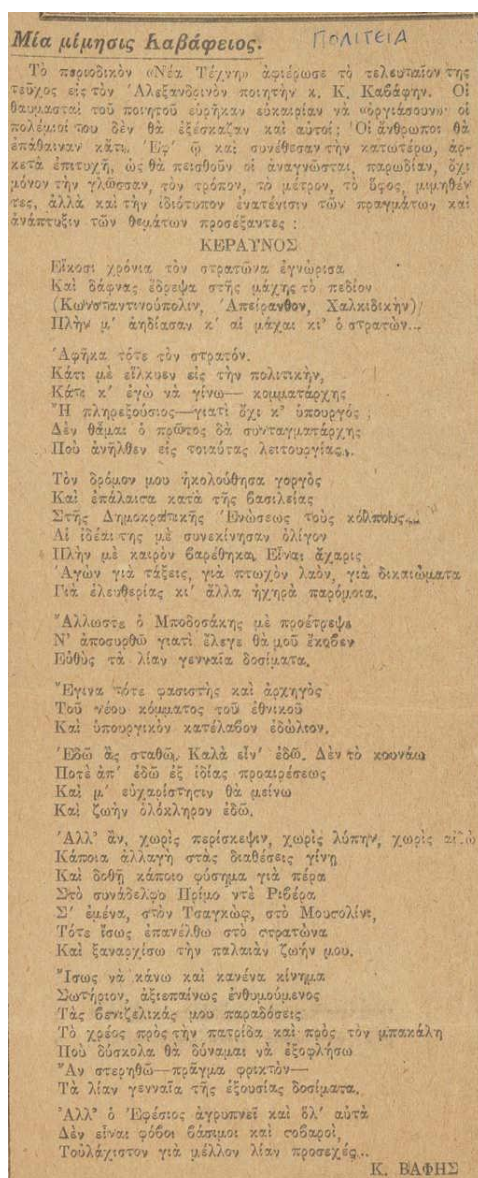 ΠΟΛΙΤΕΙΑ
Μία μίμησις Καβάφειος.
Τὸ περιοδικὸν «Νέα Τέχνη» ἀφιέρωσε τὸ τελευταῖον της
τεῦχος εἰς τὸν Ἀλεξανδρινὸν ποιητὴν κ. Κ. Καβάφην. Οἱ
θαυμασταὶ τοῦ ποιητοῦ εὑρῆκαν εὐκαιρίαν νὰ «ὀργιάσουν»· οἱ
πολέμιοί του δὲν θὰ ἐξέσκαζαν καὶ αὐτοί; Οἱ ἄνθρωποι θὰ
ἐπάθαιναν κἄτι. Ἐφ' ᾧ καὶ συνέθεσαν τὴν κατωτέρω, ἀρ-
κετὰ ἐπιτυχῆ, ὡς θὰ πεισθοῦν οἱ ἀναγνῶσται, παρωδίαν, ὄχι
μόνον τὴν γλῶσσαν, τὸν τρόπον, τὸ μέτρον, τὸ ὕφος, μιμηθέν
τες, ἀλλὰ καὶ τὴν ἰδιότυπον ἐνατένισιν τῶν πραγμάτων καὶ
ἀνάπτυξιν τῶν θεμάτων προσέξαντες :
ΚΕΡΑΥΝΟΣ
Εἴκοσι χρόνια τὸν στρατῶνα ἐγνώρισα
Καὶ δάφνας ἔδρεψα στῆς μάχης τὸ πεδίον
(Κωνσταντινούπολιν, Ἀπείρανθον, Χαλκιδικὴν)
Πλὴν μ' ἀηδίασαν κ' αἱ μάχαι κι' ὁ στρατών...
Ἀφῆκα τότε τὸν στρατόν.
Κάτι μὲ εἵλκυεν εἰς τὴν πολιτικήν,
Κάτι κ' ἐγὼ νὰ γίνω— κομματάρχης
Ἢ πληρεξούσιος—γιατὶ ὄχι κ' ὑπουργός ;
Δὲν θἆμαι ὁ πρῶτος δὰ συνταγματάρχης
Ποὺ ἀνῆλθεν εἰς τοιαύτας λειτουργίας...
Τὸν δρόμον μου ἠκολούθησα γοργὸς
Καὶ ἐπάλαισα κατὰ τῆς βασιλείας
Στῆς Δημοκρατικῆς Ἑνώσεως τοὺς κόλπους...
Αἱ ἰδέαι της μὲ συνεκίνησαν ὀλίγον
Πλὴν μὲ καιρὸν βαρέθηκα. Εἶναι ἄχαρις
Ἀγὼν γιὰ τάξεις, γιὰ πτωχὸν λαόν, γιὰ δικαιώματα
Γιὰ ἐλευθερίας κι' ἄλλα ἠχηρὰ παρόμοια.
Ἄλλωστε ὁ Μποδοσάκης μὲ προέτρεψε
Ν' ἀποσυρθῶ γιατὶ ἔλεγε θὰ μοῦ ἔκοβεν
Εὐθὺς τὰ λίαν γενναῖα δοσίματα.
Ἔγινα τότε φασιστὴς καὶ ἀρχηγὸς
Τοῦ νέου κόμματος τοῦ ἐθνικοῦ
Καὶ ὑπουργικὸν κατέλαβον ἑδώλιον.
Ἐδῶ ἂς σταθῶ. Καλὰ εἶν' ἐδῶ. Δὲν τὸ κουνάω
Ποτὲ ἀπ' ἐδῶ ἐξ ἰδίας προαιρέσεως
Καὶ μ' εὐχαρίστησιν θὰ μείνω
Καὶ ζωὴν ὁλόκληρον ἐδῶ.
Ἀλλ' ἄν, χωρὶς περίσκεψιν, χωρὶς λύπην, χωρὶς αἰδὼ
Κάποια ἀλλαγὴ στὰς διαθέσεις γίνῃ
Καὶ δοθῇ κάποιο φύσημα γιὰ πέρα
Στὸ συνάδελφο Πρίμο ντὲ Ριβέρα
Σ' ἐμένα, στὸν Τσαγκώφ, στὸ Μουσολίνι,
Τότε ἴσως ἐπανέλθω στὸ στρατῶνα
Καὶ ξαναρχίσω τὴν παλαιὰν ζωήν μου.
Ἴσως νὰ κάνω καὶ κανένα κίνημα
Σωτήριον, ἀξιεπαίνως ἐνθυμούμενος
Τὰς βενιζελικάς μου παραδόσεις
Τὸ χρέος πρὸς τὴν πατρίδα καὶ πρὸς τὸν μπακάλη
Ποὺ δύσκολα θὰ δύναμαι νὰ ἐξοφλήσω
Ἂν στερηθῶ—πρᾶγμα φρικτὸν—
Τὰ λίαν γενναῖα τῆς ἐξουσίας δοσίματα.
Ἀλλ' ὁ Ἐφέσιος ἀγρυπνεῖ καὶ ὅλ' αὐτὰ
Δὲν εἶναι φόβοι βάσιμοι καὶ σοβαροί,
Τοὐλάχιστον γιὰ μέλλον λίαν προσεχές...
Κ. ΒΑΦΗΣ